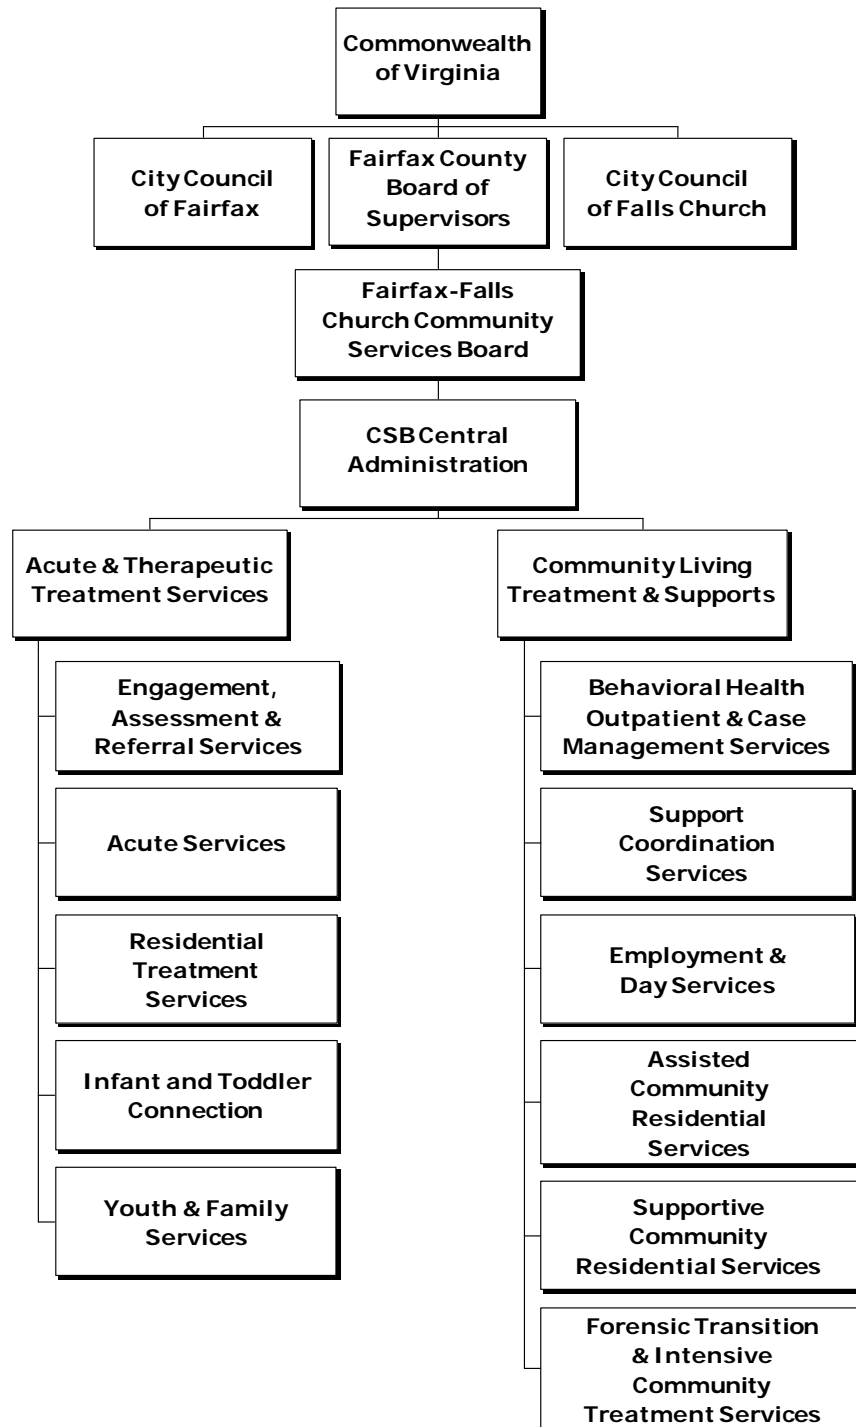 Commonwealth
of Virginia
City Council
of Fairfax
Fairfax County
Board of
Supervisors
City Council
of Falls Church
Fairfax-Falls
Church Community
Services Board
CSB Central
Administration
Acute & Therapeutic
Treatment Services
Community Living
Treatment & Supports
Engagement,
Assessment &
Referral Services
Acute Services
Residential
Treatment
Services
Infant and Toddler
Connection
Youth & Family
Services
Behavioral Health
Outpatient & Case
Management Services
Support
Coordination
Services
Employment &
Day Services
Assisted
Community
Residential
Services
Supportive
Community
Residential Services
Forensic Transition
& Intensive
Community
Treatment Services